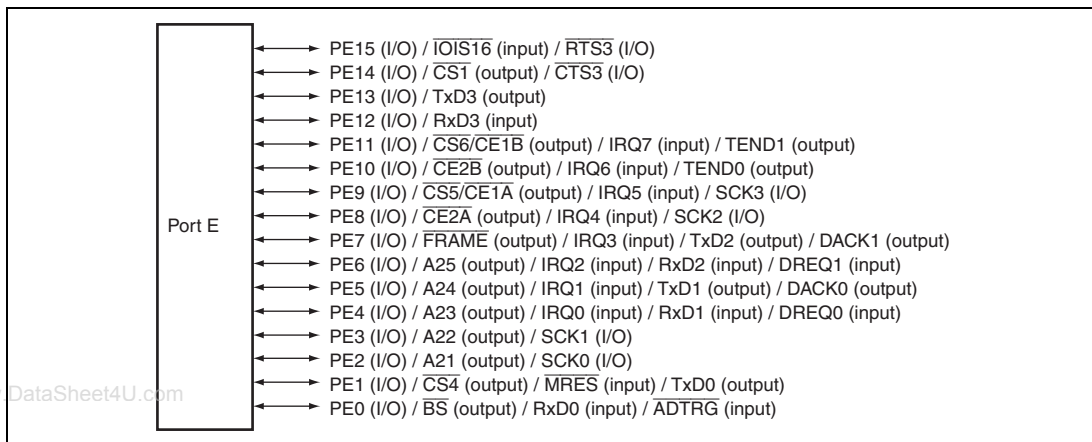 PE15 (I/O) / IOIS16 (input) / RTS3 (I/O)
PE14 (I/O) / CS1 (output) / CTS3 (I/O)
PE13 (I/O) / TxD3 (output)
PE12 (I/O) / RxD3 (input)
PE11 (I/O) / CS6/CE1B (output) / IRQ7 (input) / TEND1 (output)
PE10 (I/O) / CE2B (output) / IRQ6 (input) / TEND0 (output)
PE9 (I/O) / CS5/CE1A (output) / IRQ5 (input) / SCK3 (I/O)
PE8 (I/O) / CE2A (output) / IRQ4 (input) / SCK2 (I/O)
Port E
PE7 (I/O) / FRAME (output) / IRQ3 (input) / TxD2 (output) / DACK1 (output)
PE6 (I/O) / A25 (output) / IRQ2 (input) / RxD2 (input) / DREQ1 (input)
PE5 (I/O) / A24 (output) / IRQ1 (input) / TxD1 (output) / DACK0 (output)
PE4 (I/O) / A23 (output) / IRQ0 (input) / RxD1 (input) / DREQ0 (input)
PE3 (I/O) / A22 (output) / SCK1 (I/O)
PE2 (I/O) / A21 (output) / SCK0 (I/O)
PE1 (I/O) / CS4 (output) / MRES (input) / TxD0 (output)
.DataSheet4U.com
PE0 (I/O) / BS (output) / RxD0 (input) / ADTRG (input)